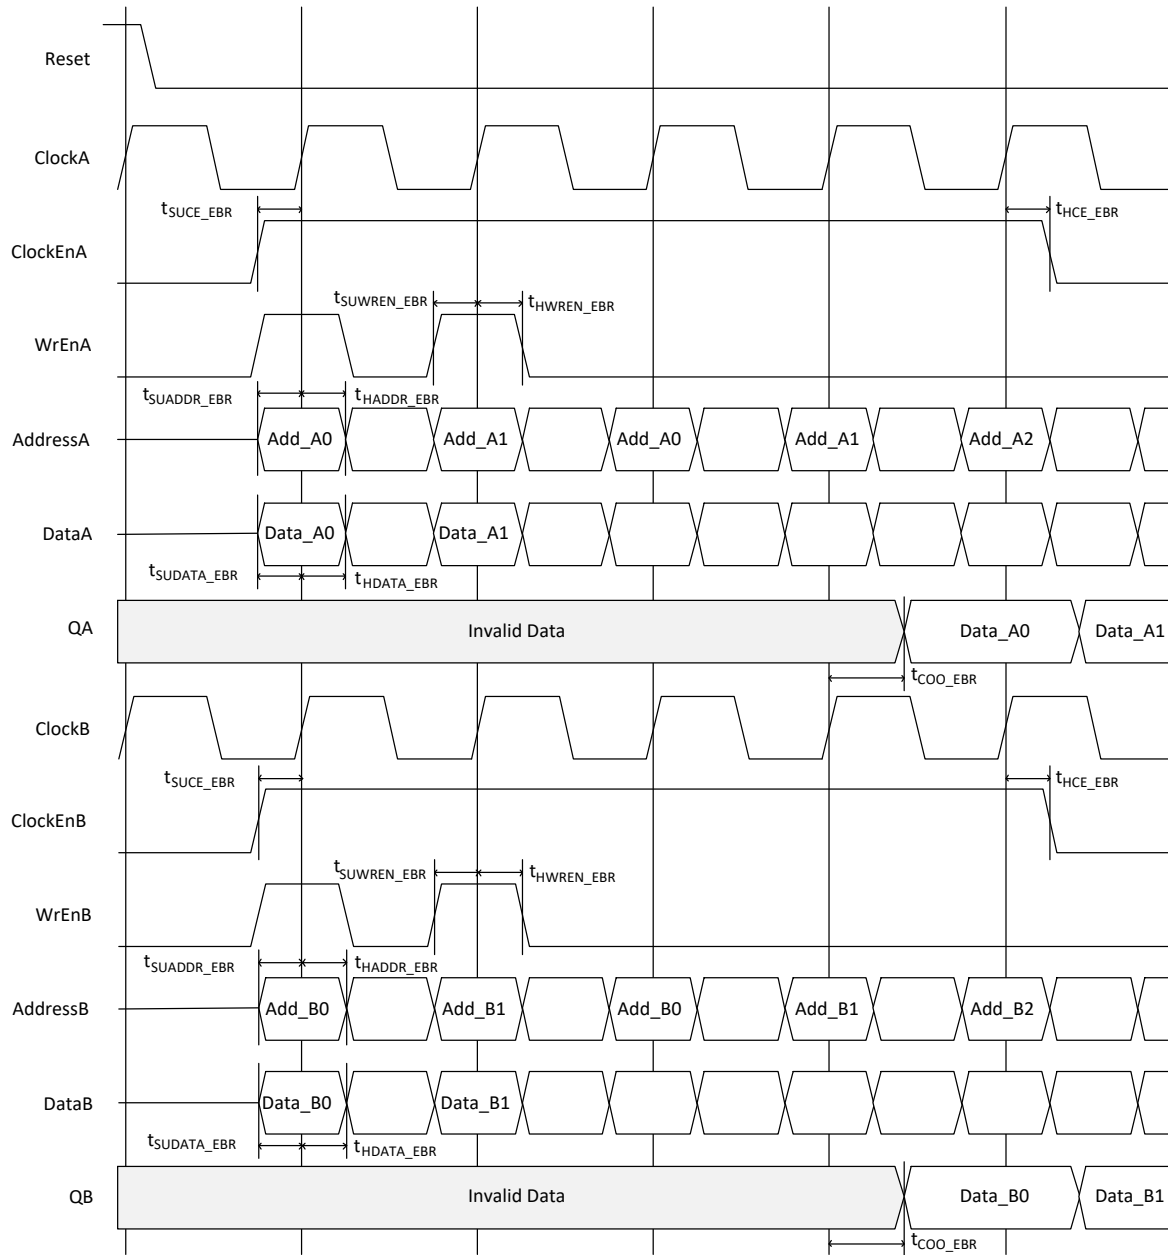 Reset
ClockA
tSUCE_EBR
tHCE_EBR
ClockEnA
tSUWREN_EBR tHWREN_EBR
WrEnA
tSUADDR_EBR tHADDR_EBR
AddressA Add_A0 Add_A1 Add_A0 Add_A1 Add_A2
DataA Data_A0 Data_A1
tSUDATA_EBR tHDATA_EBR
QA Invalid Data Data_A0 Data_A1
tCOO_EBR
ClockB
tSUCE_EBR tHCE_EBR
ClockEnB
tSUWREN_EBR tHWREN_EBR
WrEnB
tSUADDR_EBR tHADDR_EBR
AddressB Add_B0 Add_B1 Add_B0 Add_B1 Add_B2
DataB Data_B0 Data_B1
tSUDATA_EBR tHDATA_EBR
QB Invalid Data Data_B0 Data_B1
tCOO_EBR